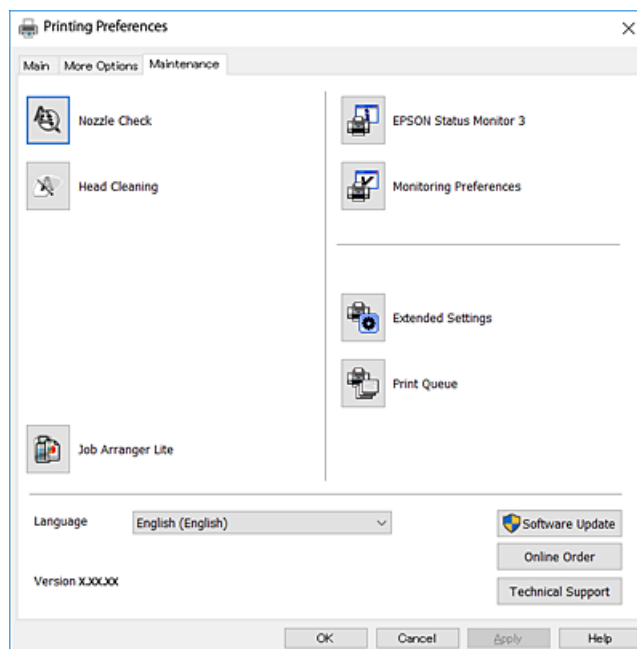 Printing Preferences
Main More Options Maintenance
Nozzle Check
Head Cleaning
Job Arranger Lite
EPSON Status Monitor 3
Monitoring Preferences
Extended Settings
Print Queue
Language English (English)
Version X.XX.XX
Software Update
Online Order
Technical Support
OK Cancel Apply Help